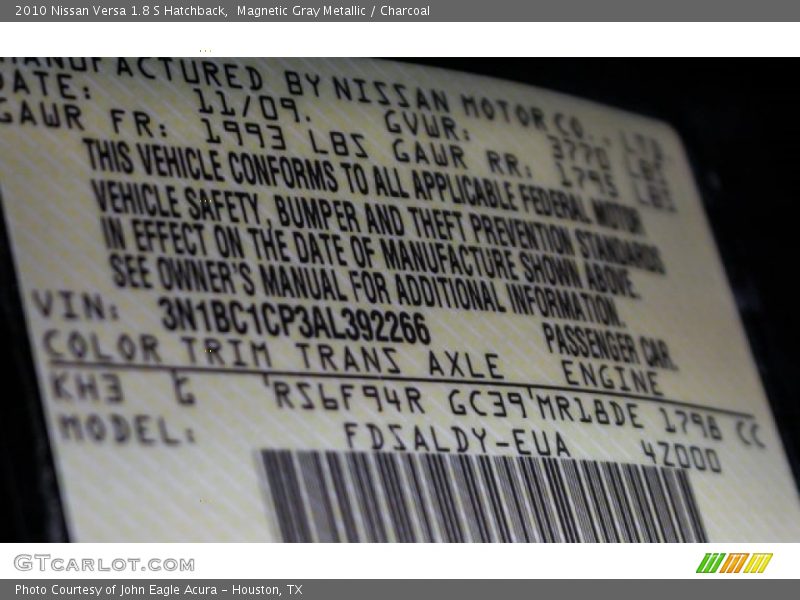 2010 Nissan Versa 1.8 S Hatchback,  Magnetic Gray Metallic / Charcoal
MANUFACTURED BY NISSAN MOTOR CO., LTD.
DATE: 11/09. GVWR: 3770 LBS
GAWR FR: 1993 LBS GAWR RR: 1795 LBS
THIS VEHICLE CONFORMS TO ALL APPLICABLE FEDERAL MOTOR
VEHICLE SAFETY, BUMPER AND THEFT PREVENTION STANDARDS
IN EFFECT ON THE DATE OF MANUFACTURE SHOWN ABOVE.
SEE OWNER'S MANUAL FOR ADDITIONAL INFORMATION.
VIN: 3N1BC1CP3AL392266 PASSENGER CAR.
COLOR TRIM TRANS AXLE ENGINE
KH3 G RS6F94R GC39 MR18DE 1798 CC
MODEL: FDSALDY-EUA 4Z000
GTCARLOT.COM
Photo Courtesy of John Eagle Acura - Houston, TX